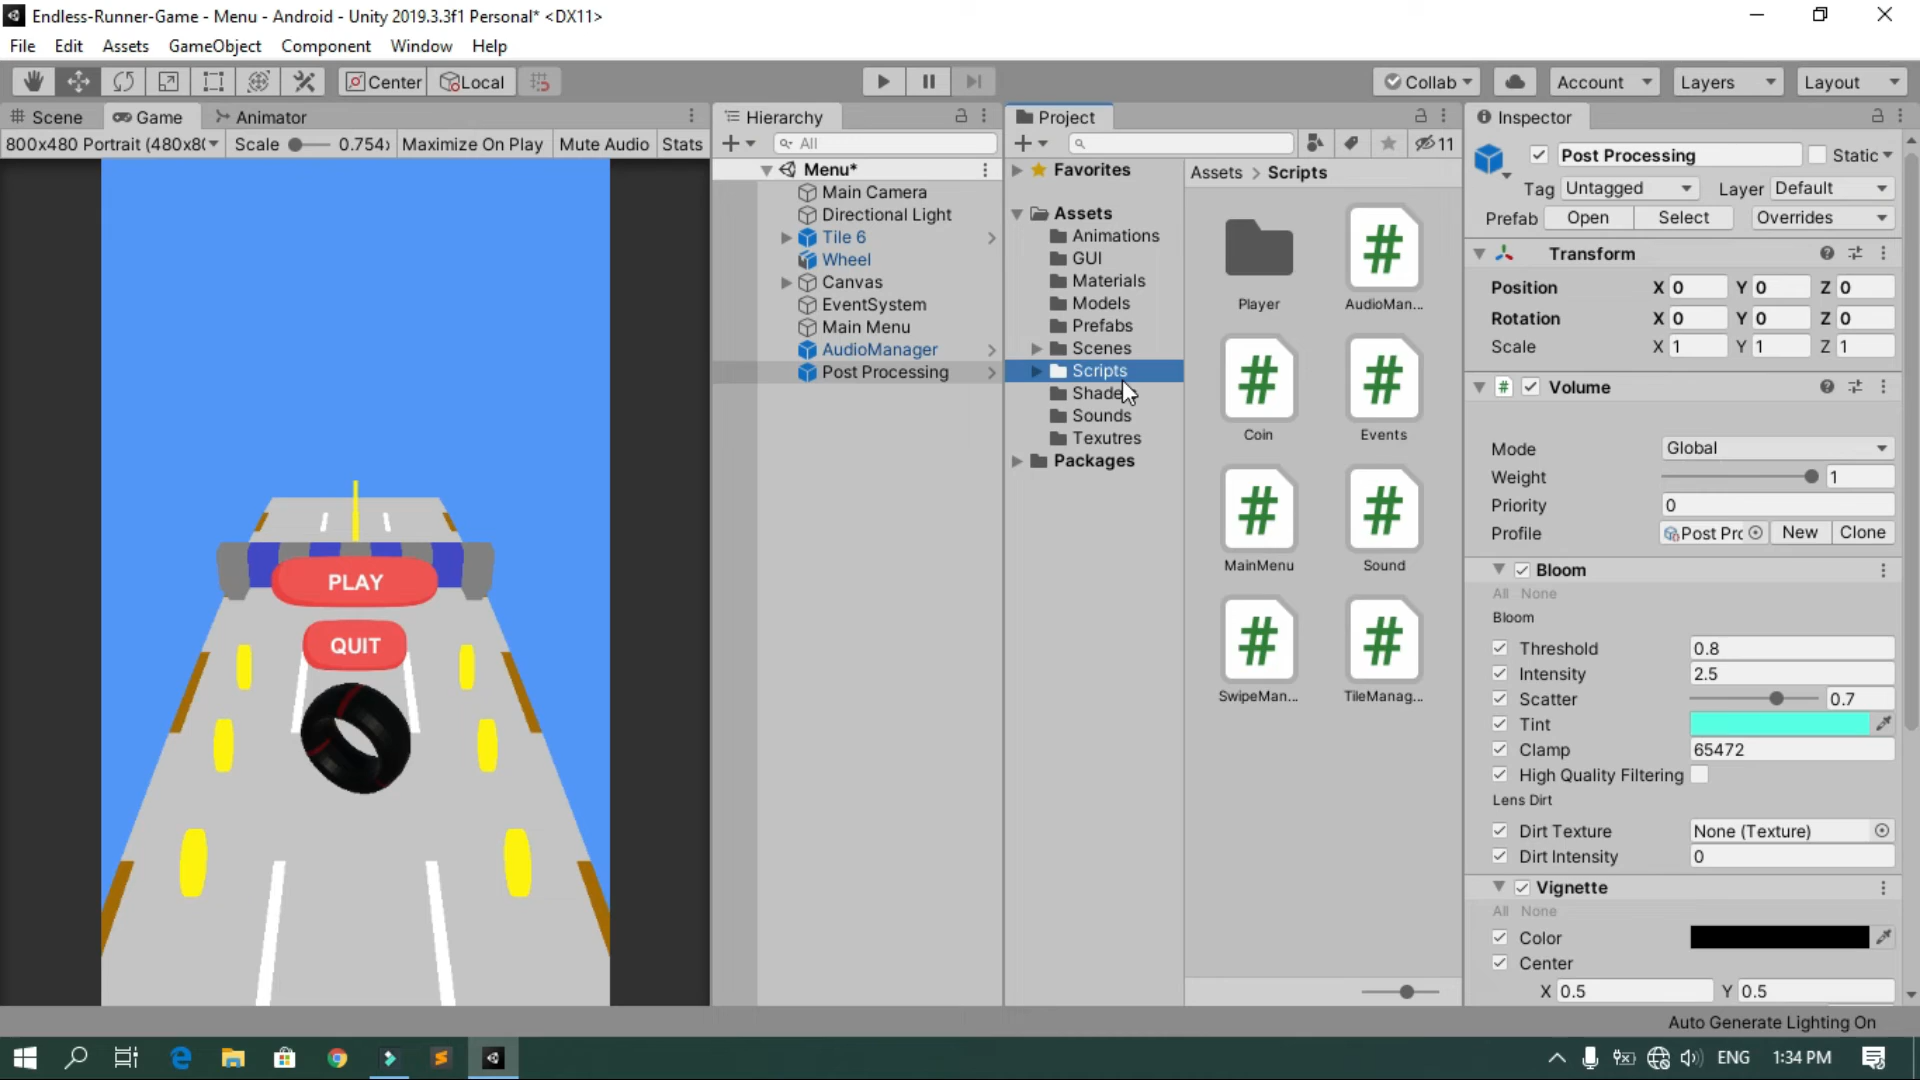 Endless-Runner-Game - Menu - Android - Unity 2019.3.3f1 Personal* <DX11>
File Edit Assets GameObject Component Window Help
Center Local Collab Account Layers Layout
Scene Game Animator
800x480 Portrait (480x8( Scale 0.754 Maximize On Play Mute Audio Stats
PLAY
QUIT
Hierarchy
All
Menu*
Main Camera
Directional Light
Tile 6
Wheel
Canvas
EventSystem
Main Menu
AudioManager
Post Processing
Project
11
Favorites
Assets
Animations
GUI
Materials
Models
Prefabs
Scenes
Scripts
Shade
Sounds
Texutres
Packages
Assets > Scripts
Player
AudioMan...
Coin
Events
MainMenu
Sound
SwipeMan...
TileManag...
Inspector
Post Processing Static
Tag Untagged Layer Default
Prefab Open Select Overrides
Transform
Position X 0 Y 0 Z 0
Rotation X 0 Y 0 Z 0
Scale X 1 Y 1 Z 1
# Volume
Mode Global
Weight 1
Priority 0
Profile Post Prc New Clone
Bloom
All None
Bloom
Threshold 0.8
Intensity 2.5
Scatter 0.7
Tint
Clamp 65472
High Quality Filtering
Lens Dirt
Dirt Texture None (Texture)
Dirt Intensity 0
Vignette
All None
Color
Center
X 0.5 Y 0.5
Auto Generate Lighting On
ENG 1:34 PM